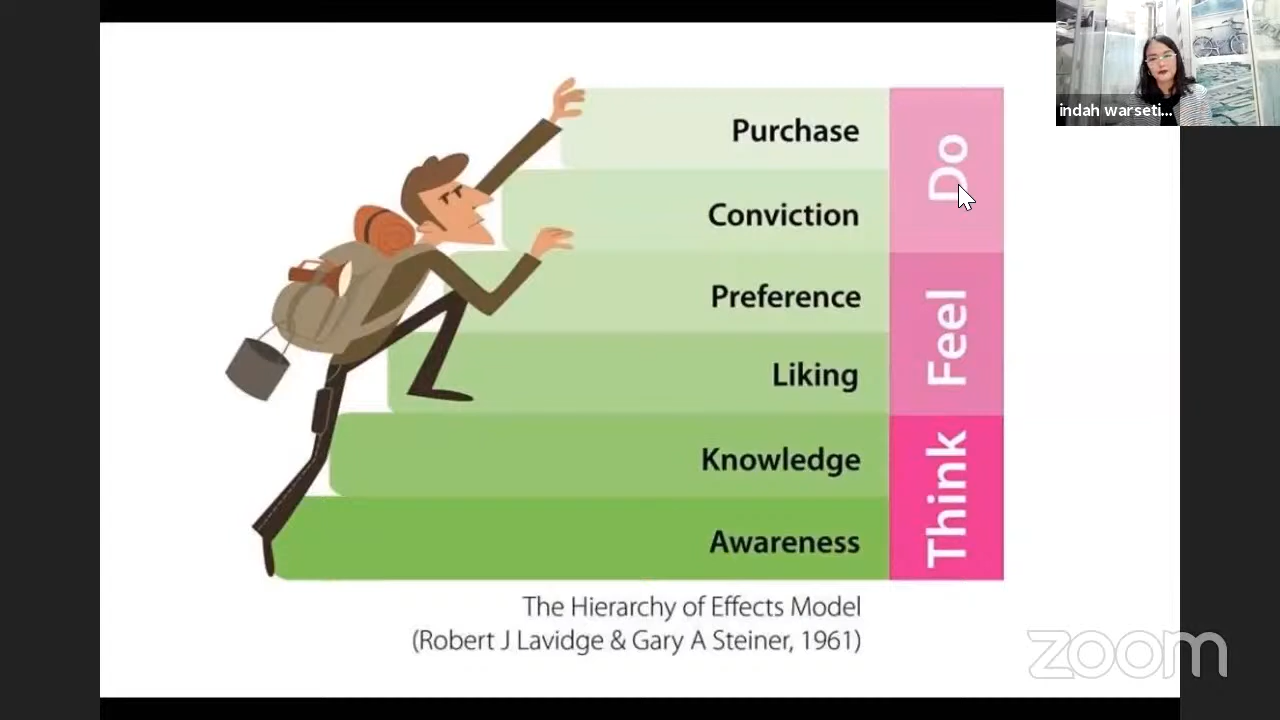 indah warseti...
Purchase
Conviction
Preference
Liking
Knowledge
Awareness
Do
Feel
Think
The Hierarchy of Effects Model
(Robert J Lavidge & Gary A Steiner, 1961)
zoom